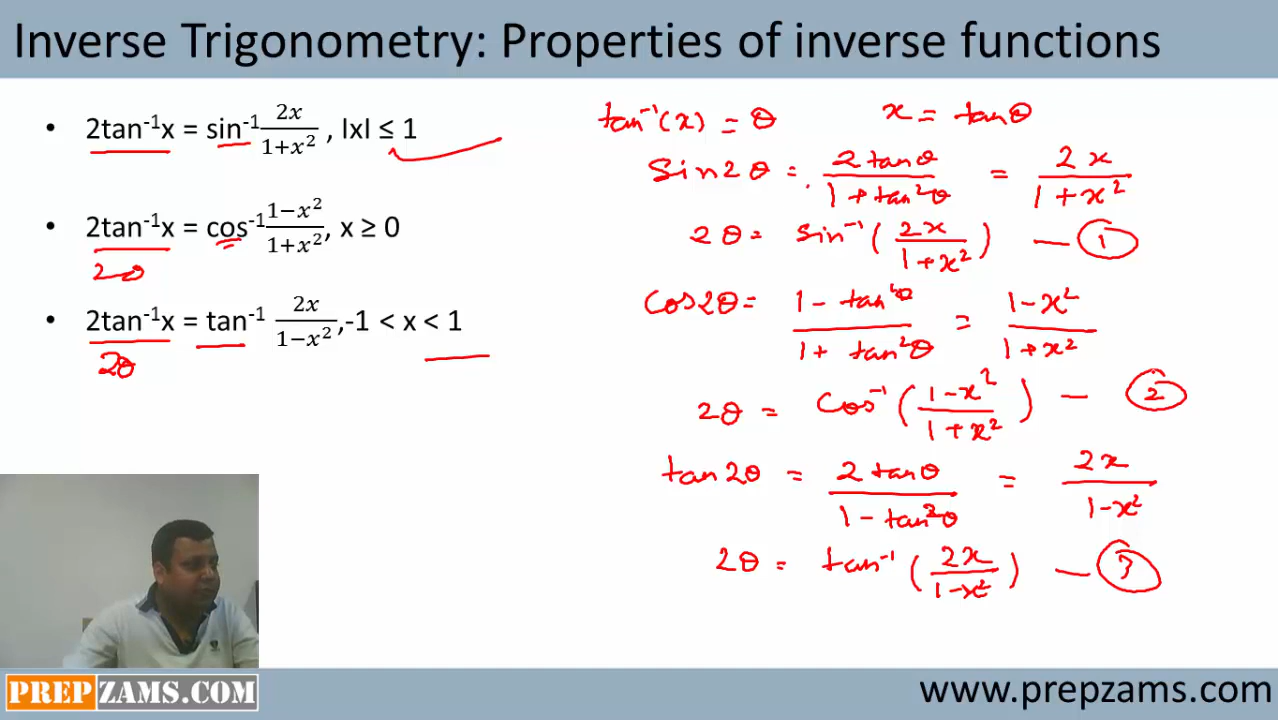 Inverse Trigonometry: Properties of inverse functions
• 2tan⁻¹x = sin⁻¹ 2x/(1+x²) , IxI ≤ 1
• 2tan⁻¹x = cos⁻¹ (1−x²)/(1+x²), x ≥ 0
2θ
• 2tan⁻¹x = tan⁻¹ 2x/(1−x²) ,-1 < x < 1
2θ
tan⁻¹(x) = θ x = tanθ
Sin2θ = 2tanθ/(1+tan²θ) = 2x/(1+x²)
2θ = sin⁻¹(2x/(1+x²)) — ①
Cos2θ = (1-tan²θ)/(1+tan²θ) = (1-x²)/(1+x²)
2θ = Cos⁻¹((1-x²)/(1+x²)) — ②
tan2θ = 2tanθ/(1-tan²θ) = 2x/(1-x²)
2θ = tan⁻¹(2x/(1-x²)) — ③
PREPZAMS.COM
www.prepzams.com